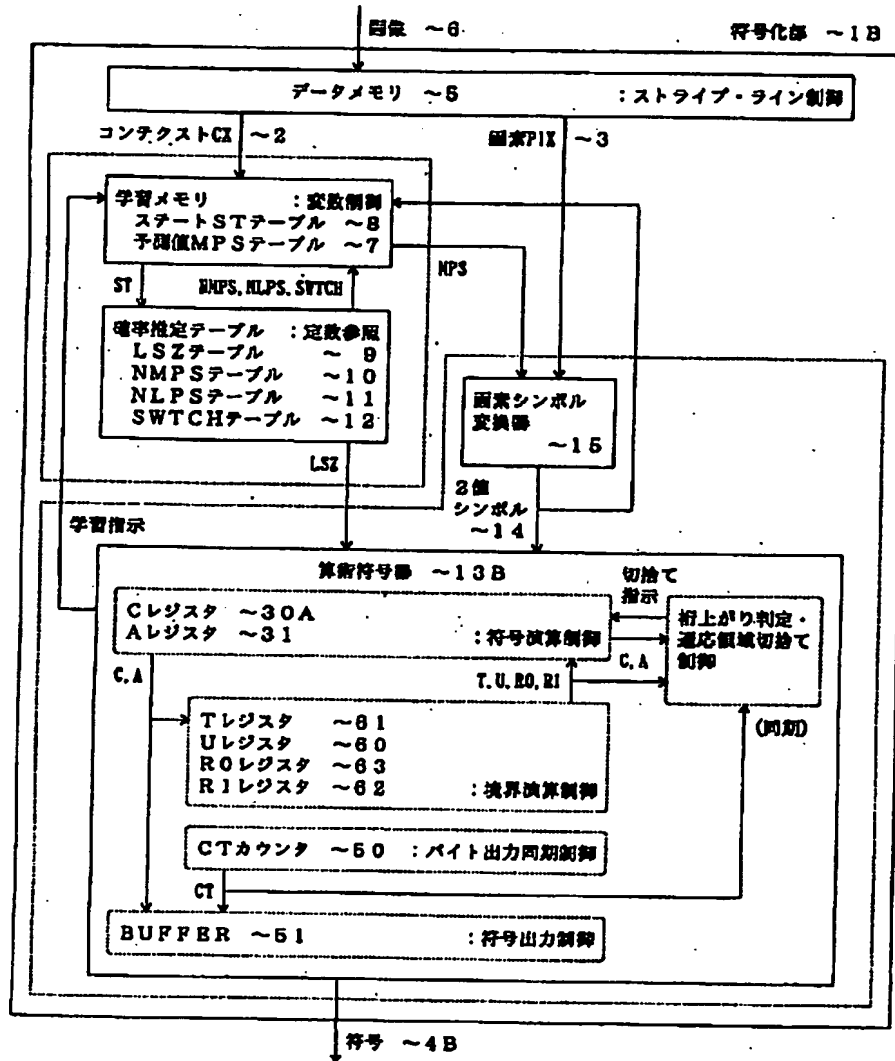 画像 ～6
符号化部 ～1B
データメモリ ～5 :ストライプ・ライン制御
コンテクストCX ～2
画素PIX ～3
学習メモリ :変数制御
ステートSTテーブル ～8
予測値MPSテーブル ～7
MPS
ST
NMPS,NLPS,SWTCH
確率推定テーブル :定数参照
LSZテーブル ～ 9
NMPSテーブル ～10
NLPSテーブル ～11
SWTCHテーブル ～12
画素シンボル
変換器
～15
LSZ
2値
シンボル
～14
学習指示
算術符号器 ～13B
切捨て
指示
Cレジスタ ～30A
Aレジスタ ～31 :符号演算制御
桁上がり判定・
適応領域切捨て
制御
C,A
T,U,R0,R1
C,A
(同期)
Tレジスタ ～61
Uレジスタ ～60
R0レジスタ ～63
R1レジスタ ～62 :境界演算制御
CTカウンタ ～50 :バイト出力同期制御
CT
BUFFER ～51 :符号出力制御
符号 ～4B